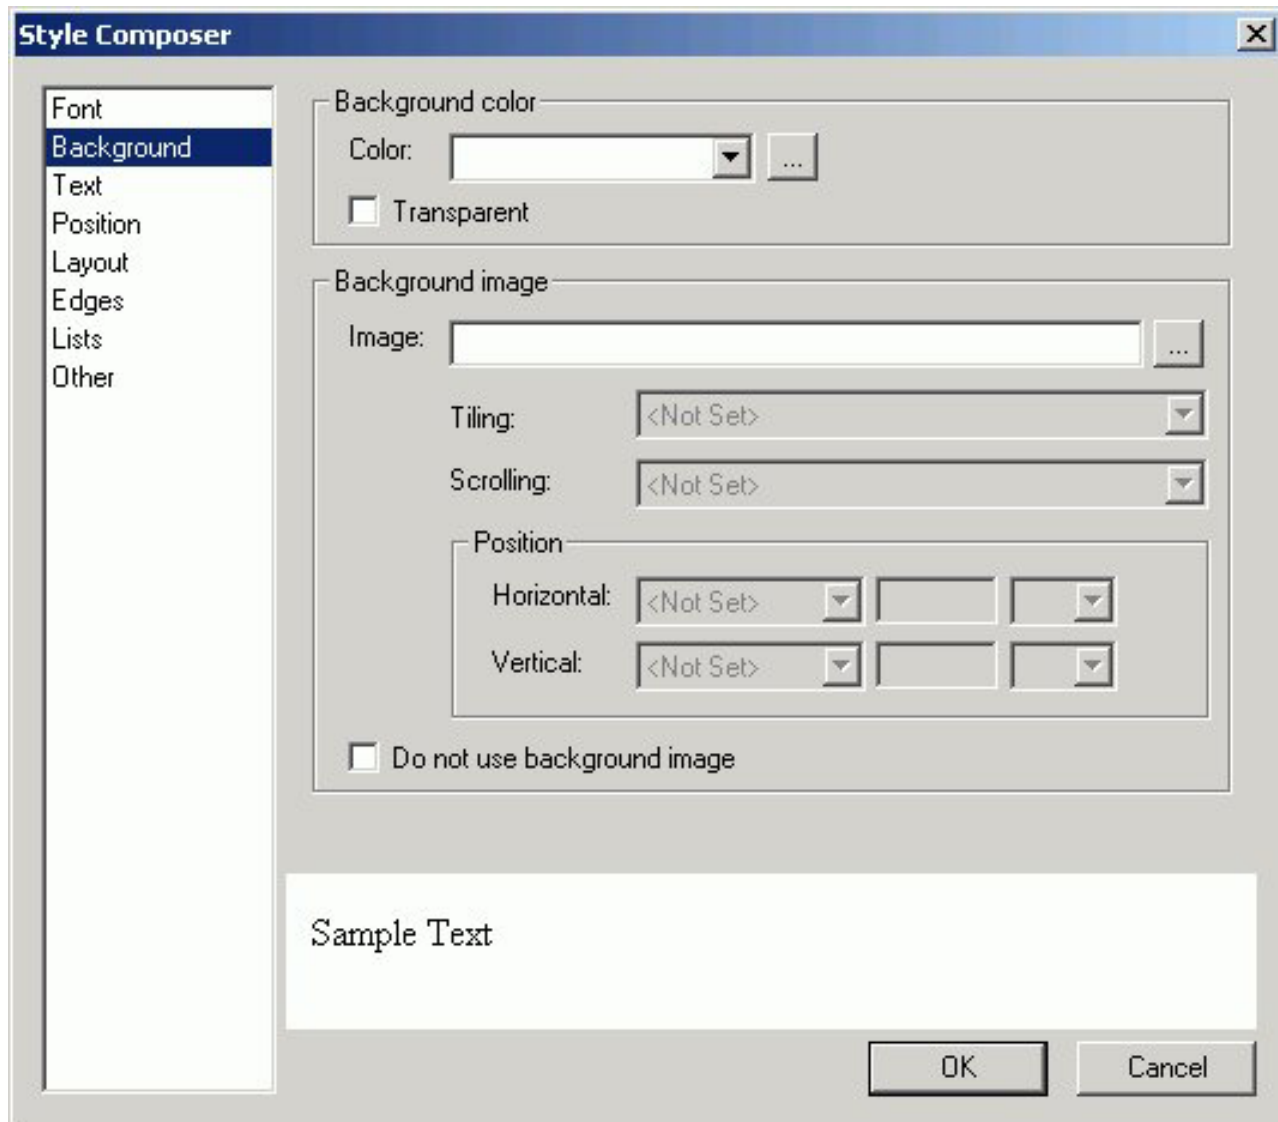 Style Composer
Font
Background
Text
Position
Layout
Edges
Lists
Other
Background color
Color:
...
Transparent
Background image
Image:
...
Tiling:
<Not Set>
Scrolling:
<Not Set>
Position
Horizontal:
<Not Set>
Vertical:
<Not Set>
Do not use background image
Sample Text
OK
Cancel